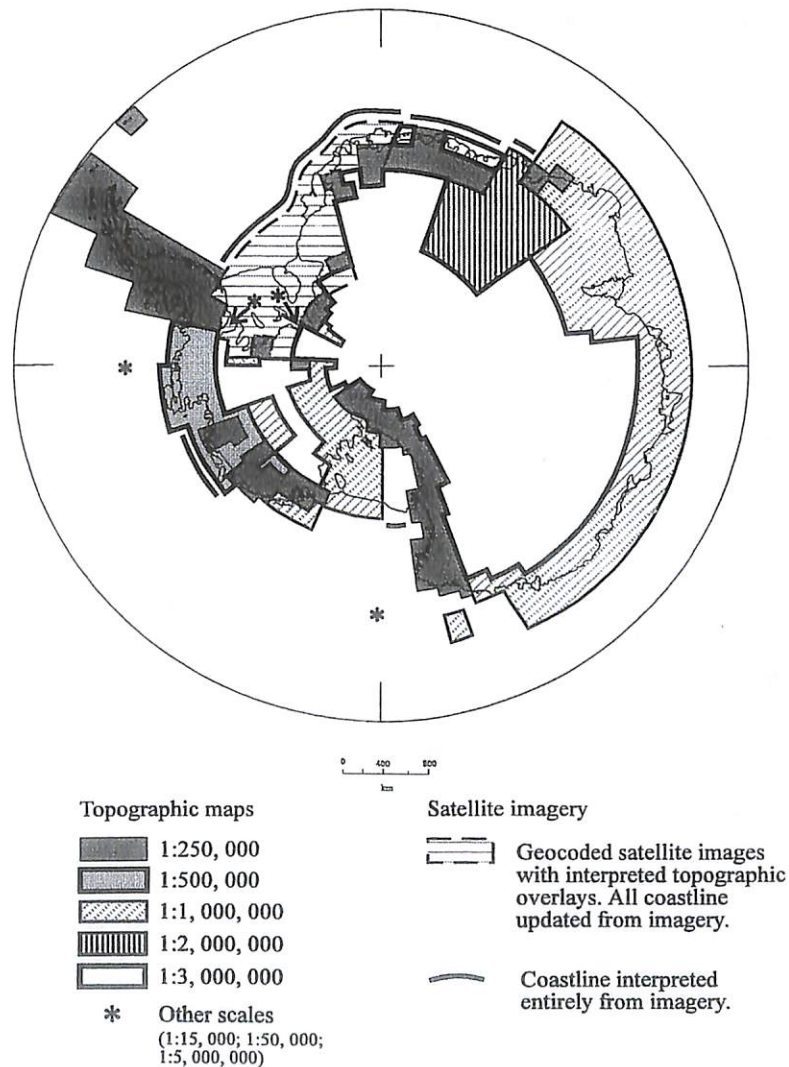 0 400 800
km
Topographic maps
1:250, 000
1:500, 000
1:1, 000, 000
1:2, 000, 000
1:3, 000, 000
* Other scales
(1:15, 000; 1:50, 000;
1:5, 000, 000)
Satellite imagery
Geocoded satellite images
with interpreted topographic
overlays. All coastline
updated from imagery.
Coastline interpreted
entirely from imagery.